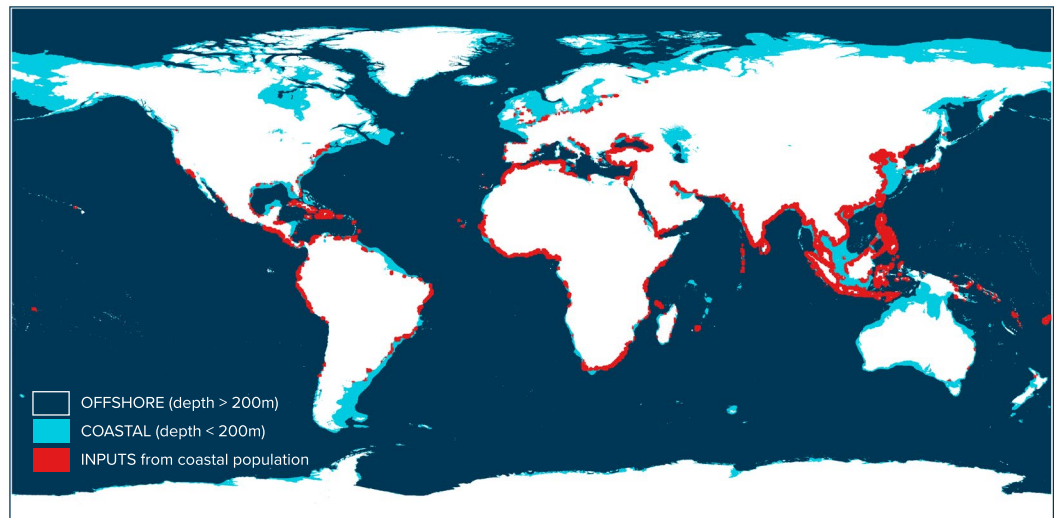 OFFSHORE (depth > 200m)
COASTAL (depth < 200m)
INPUTS from coastal population